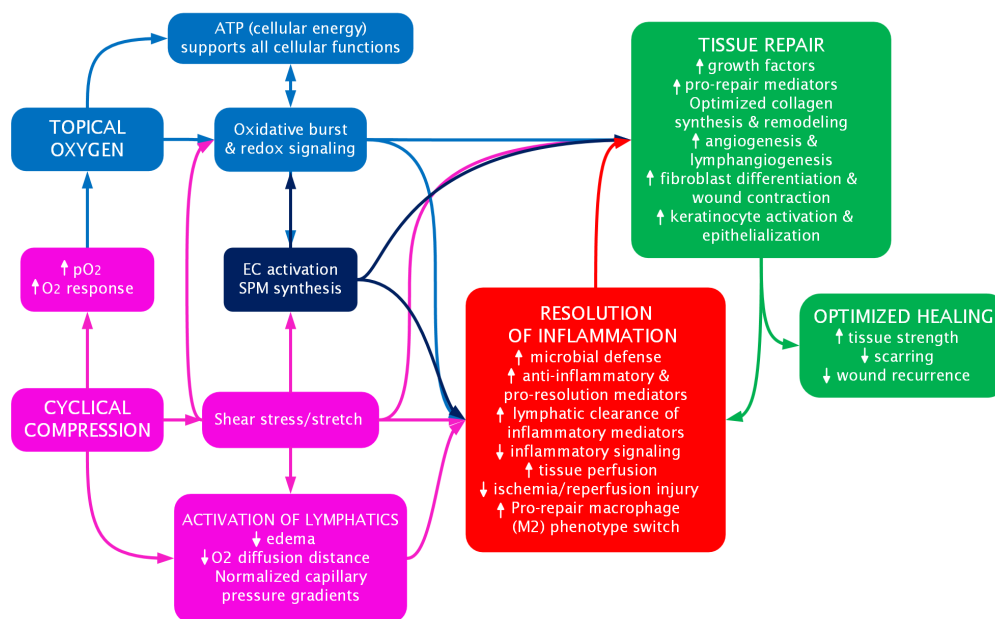 ATP (cellular energy)
supports all cellular functions
TOPICAL
OXYGEN
Oxidative burst
& redox signaling
↑ pO2
↑ O2 response
EC activation
SPM synthesis
CYCLICAL
COMPRESSION
Shear stress/stretch
ACTIVATION OF LYMPHATICS
↓ edema
↓ O2 diffusion distance
Normalized capillary
pressure gradients
TISSUE REPAIR
↑ growth factors
↑ pro-repair mediators
Optimized collagen
synthesis & remodeling
↑ angiogenesis &
lymphangiogenesis
↑ fibroblast differentiation &
wound contraction
↑ keratinocyte activation &
epithelialization
RESOLUTION
OF INFLAMMATION
↑ microbial defense
↑ anti-inflammatory &
pro-resolution mediators
↑ lymphatic clearance of
inflammatory mediators
↓ inflammatory signaling
↑ tissue perfusion
↓ ischemia/reperfusion injury
↑ Pro-repair macrophage
(M2) phenotype switch
OPTIMIZED HEALING
↑ tissue strength
↓ scarring
↓ wound recurrence